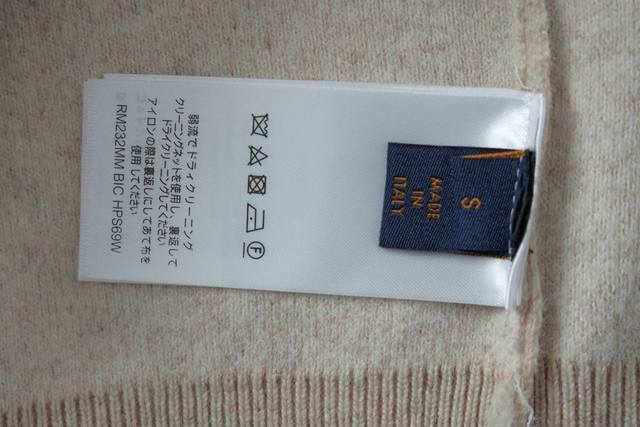 S
MADE
IN
ITALY
弱流でドライクリーニング
クリーニングネットを使用し、裏返して
ドライクリーニングしてください
アイロンの際は裏返しにしてあて布を
使用してください
RM232MM BIC HPS69W